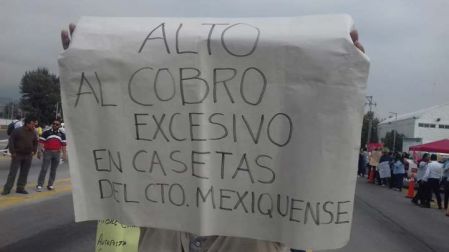 ALTO
AL COBRO
EXCESIVO
EN CASETAS
DEL CTO. MEXIQUENSE